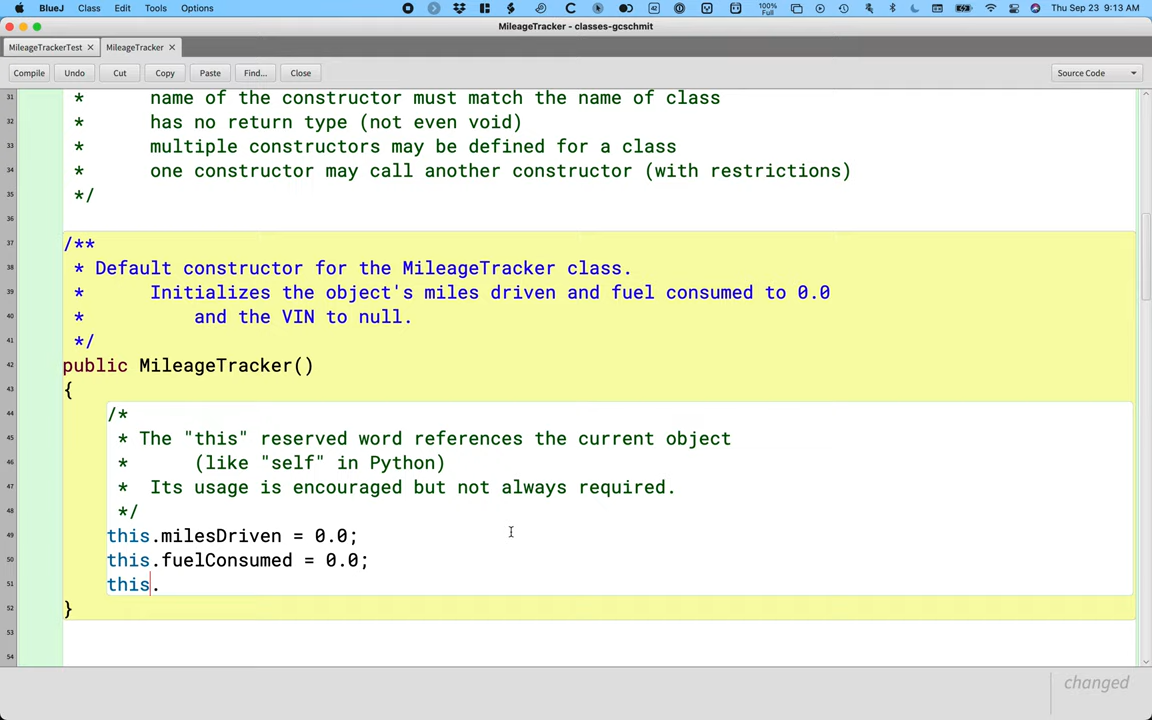 BlueJ Class Edit Tools Options 42 100% Full Thu Sep 23 9:13 AM
MileageTracker - classes-gcschmit
MileageTrackerTest MileageTracker
Compile Undo Cut Copy Paste Find... Close Source Code
31 * name of the constructor must match the name of class
32 * has no return type (not even void)
33 * multiple constructors may be defined for a class
34 * one constructor may call another constructor (with restrictions)
35 */
36
37 /**
38 * Default constructor for the MileageTracker class.
39 * Initializes the object's miles driven and fuel consumed to 0.0
40 * and the VIN to null.
41 */
42 public MileageTracker()
43 {
44 /*
45 * The "this" reserved word references the current object
46 * (like "self" in Python)
47 * Its usage is encouraged but not always required.
48 */
49 this.milesDriven = 0.0;
50 this.fuelConsumed = 0.0;
51 this.
52 }
53
54
changed